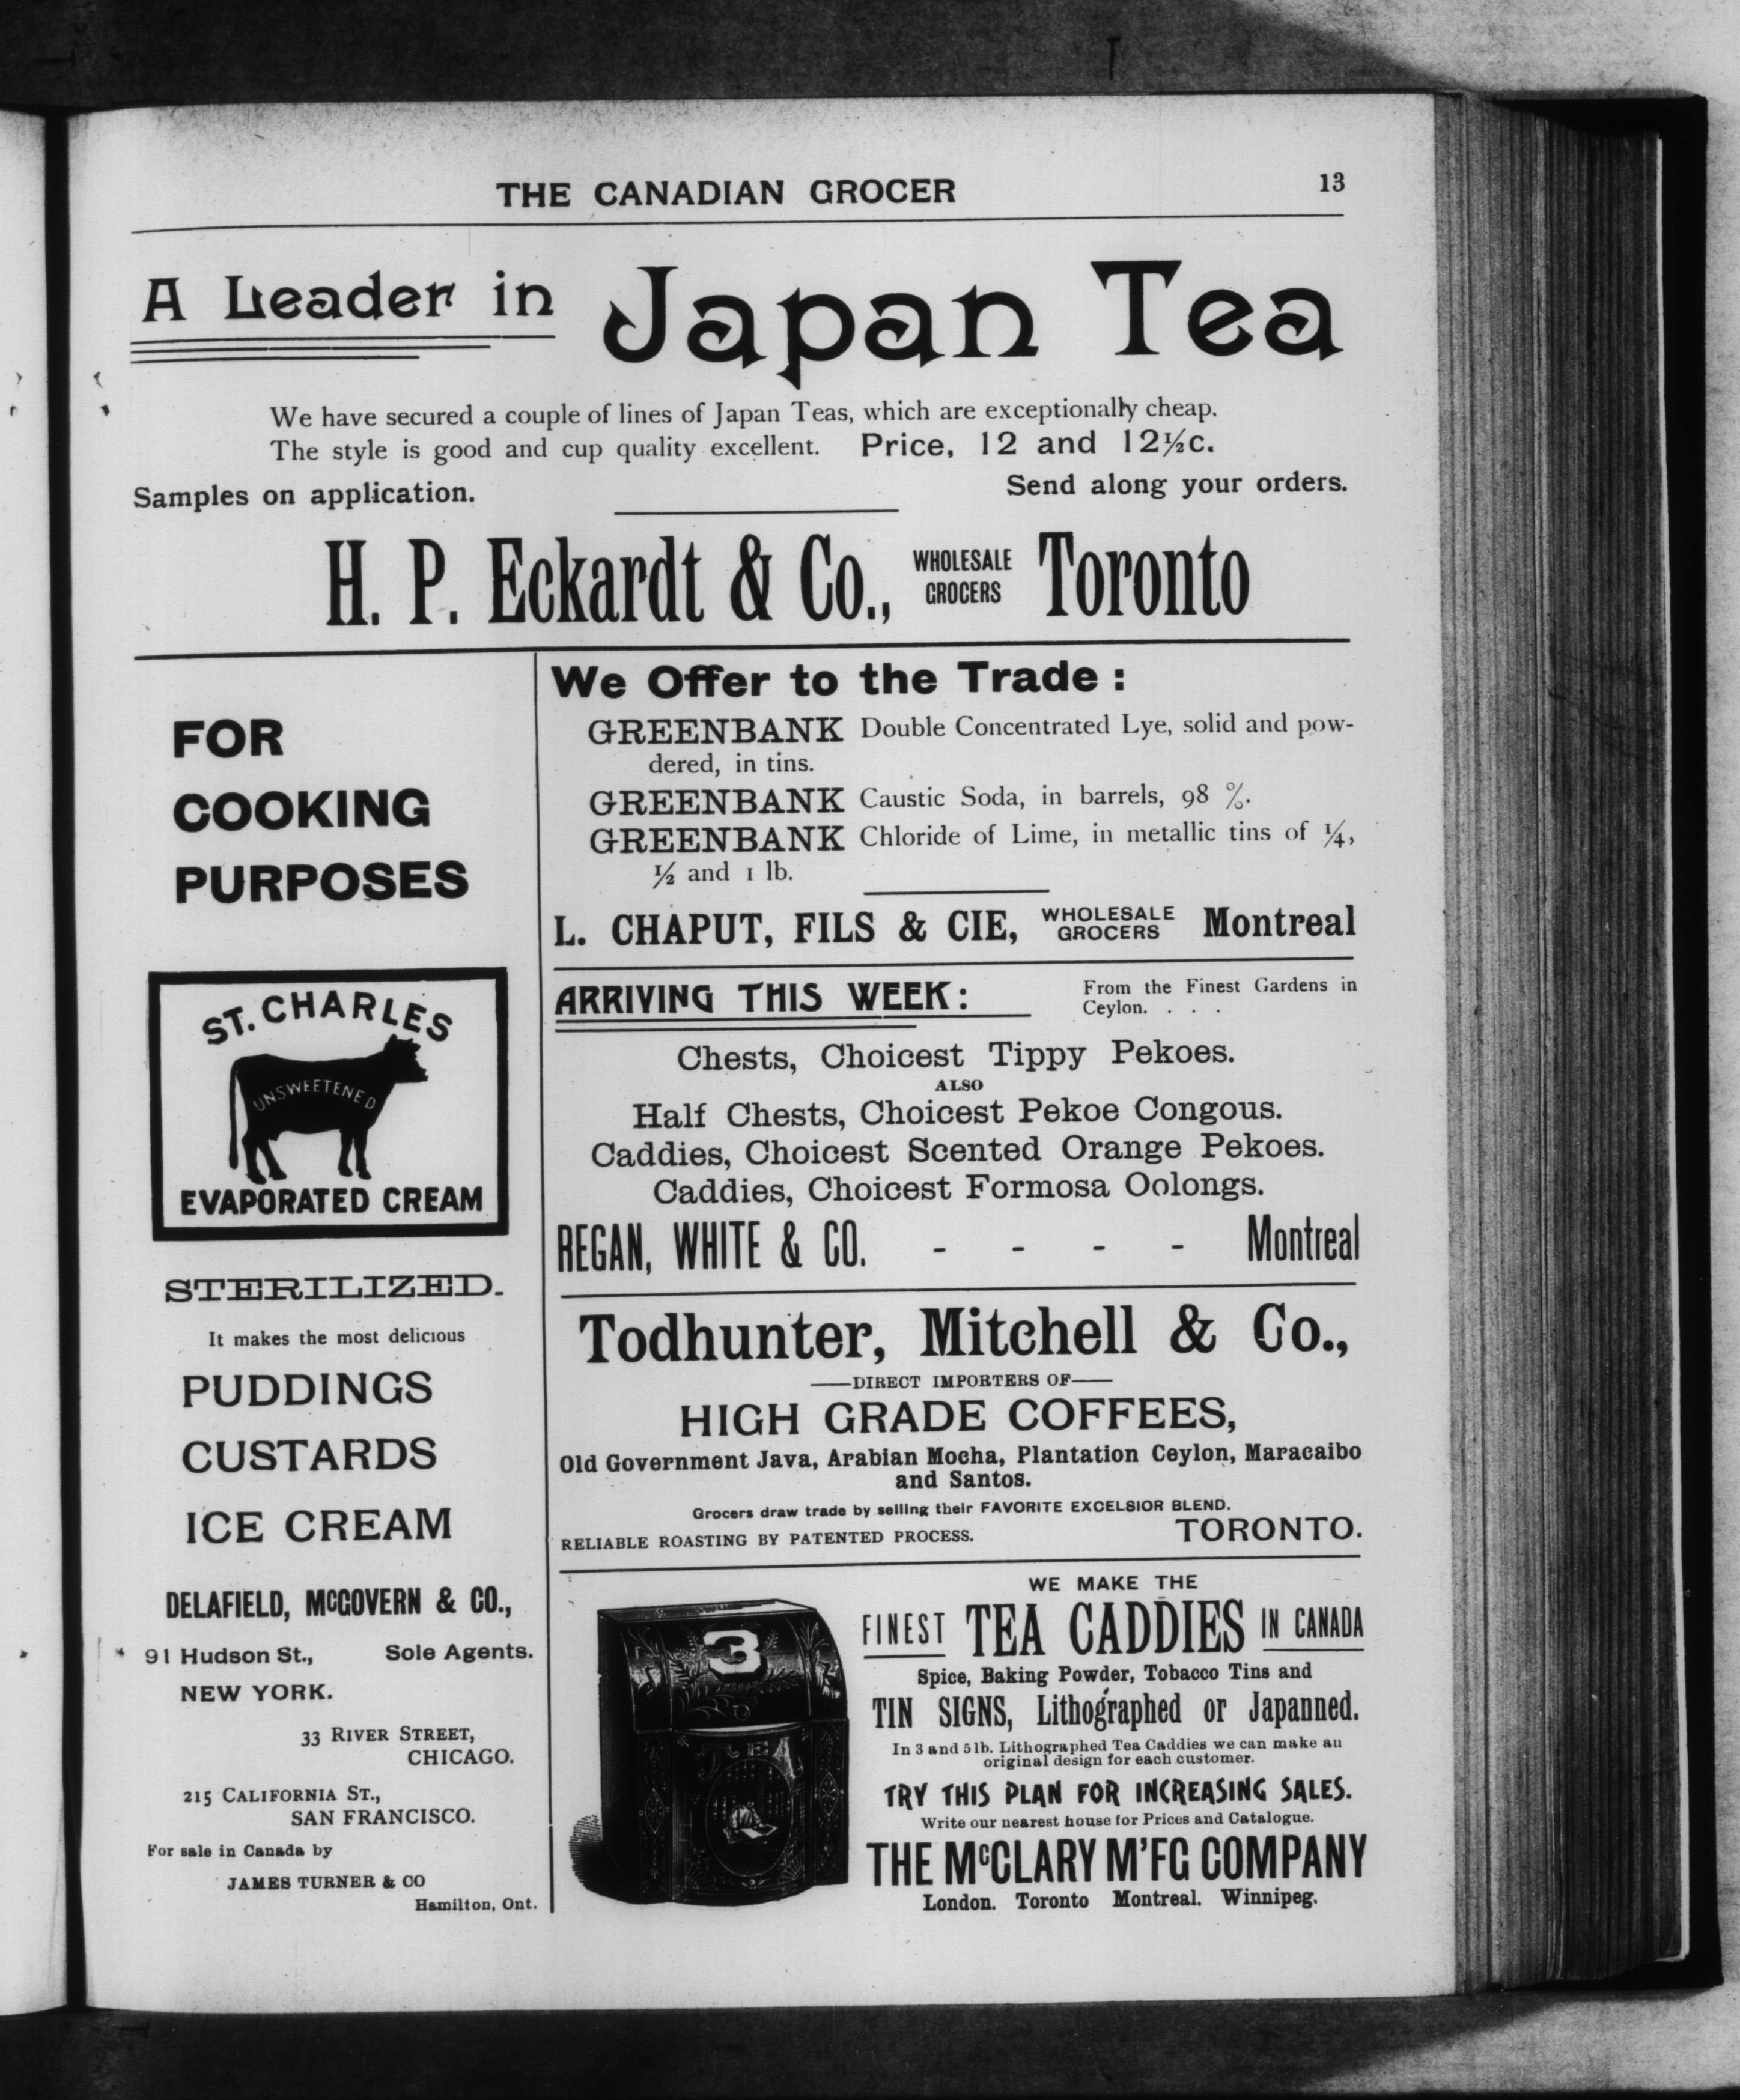 THE CANADIAN GROCER 13
A Leader in Japan Tea
We have secured a couple of lines of Japan Teas, which are exceptionally cheap.
The style is good and cup quality excellent. Price, 12 and 12½c.
Samples on application. Send along your orders.
H. P. Eckardt & Co., WHOLESALE GROCERS Toronto
FOR
COOKING
PURPOSES
ST. CHARLES
UNSWEETENED
EVAPORATED CREAM
STERILIZED.
It makes the most delicious
PUDDINGS
CUSTARDS
ICE CREAM
DELAFIELD, McGOVERN & CO.,
91 Hudson St., Sole Agents.
NEW YORK.
33 RIVER STREET,
CHICAGO.
215 CALIFORNIA ST.,
SAN FRANCISCO.
For sale in Canada by
JAMES TURNER & CO
Hamilton, Ont.
We Offer to the Trade :
GREENBANK Double Concentrated Lye, solid and pow-
dered, in tins.
GREENBANK Caustic Soda, in barrels, 98 %.
GREENBANK Chloride of Lime, in metallic tins of ¼,
½ and 1 lb.
L. CHAPUT, FILS & CIE, WHOLESALE GROCERS Montreal
ARRIVING THIS WEEK: From the Finest Gardens in
Ceylon. . . .
Chests, Choicest Tippy Pekoes.
ALSO
Half Chests, Choicest Pekoe Congous.
Caddies, Choicest Scented Orange Pekoes.
Caddies, Choicest Formosa Oolongs.
REGAN, WHITE & CO. - - - - Montreal
Todhunter, Mitchell & Co.,
—DIRECT IMPORTERS OF—
HIGH GRADE COFFEES,
Old Government Java, Arabian Mocha, Plantation Ceylon, Maracaibo
and Santos.
Grocers draw trade by selling their FAVORITE EXCELSIOR BLEND.
RELIABLE ROASTING BY PATENTED PROCESS. TORONTO.
3
TEA
WE MAKE THE
FINEST TEA CADDIES IN CANADA
Spice, Baking Powder, Tobacco Tins and
TIN SIGNS, Lithographed or Japanned.
In 3 and 5 lb. Lithographed Tea Caddies we can make an
original design for each customer.
TRY THIS PLAN FOR INCREASING SALES.
Write our nearest house for Prices and Catalogue.
THE McCLARY M'FG COMPANY
London. Toronto Montreal. Winnipeg.